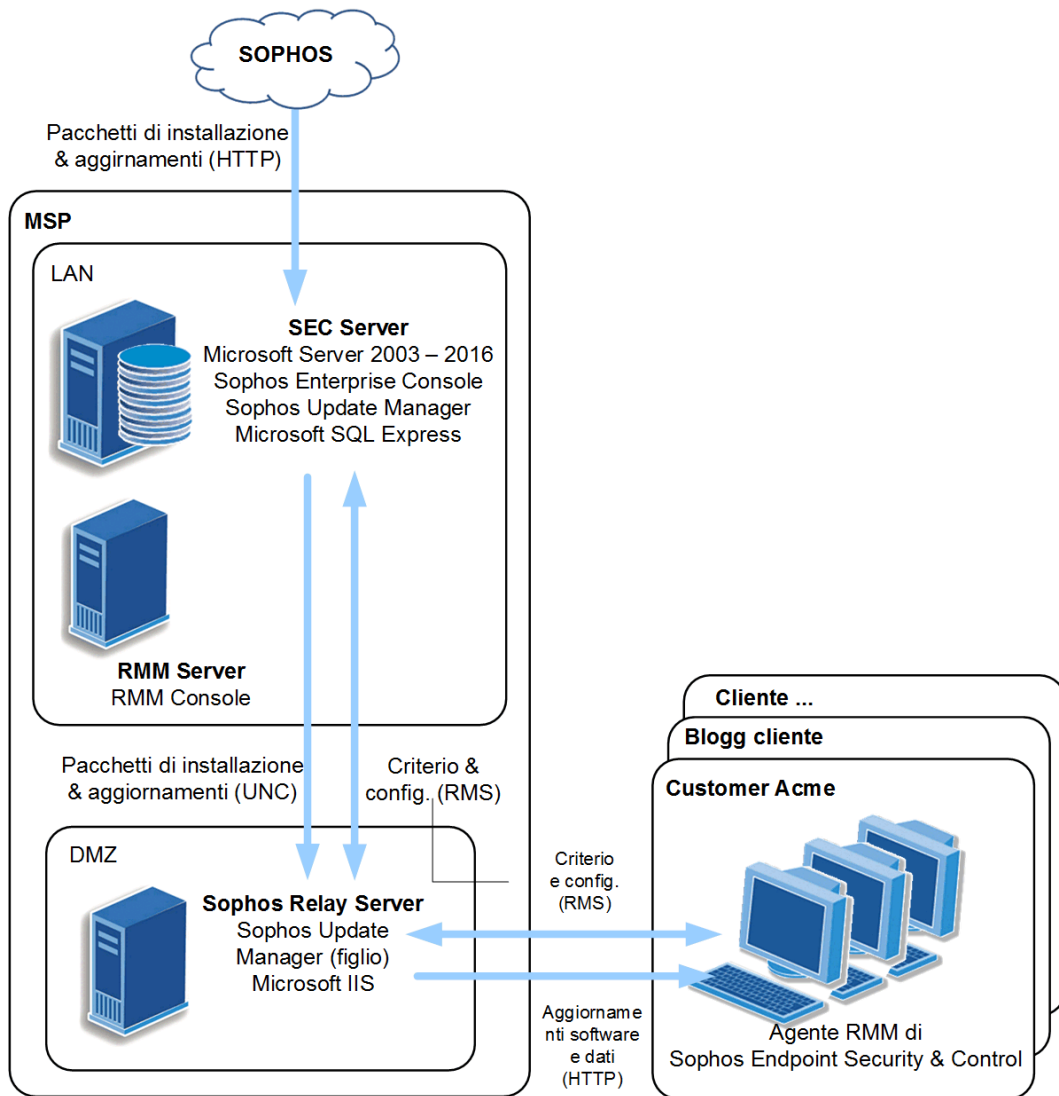 SOPHOS
Pacchetti di installazione
& aggirnamenti (HTTP)
MSP
LAN
SEC Server
Microsoft Server 2003 – 2016
Sophos Enterprise Console
Sophos Update Manager
Microsoft SQL Express
RMM Server
RMM Console
Pacchetti di installazione
& aggiornamenti (UNC)
Criterio &
config. (RMS)
DMZ
Sophos Relay Server
Sophos Update
Manager (figlio)
Microsoft IIS
Criterio
e config.
(RMS)
Aggiorname
nti software
e dati
(HTTP)
Cliente ...
Blogg cliente
Customer Acme
Agente RMM di
Sophos Endpoint Security & Control